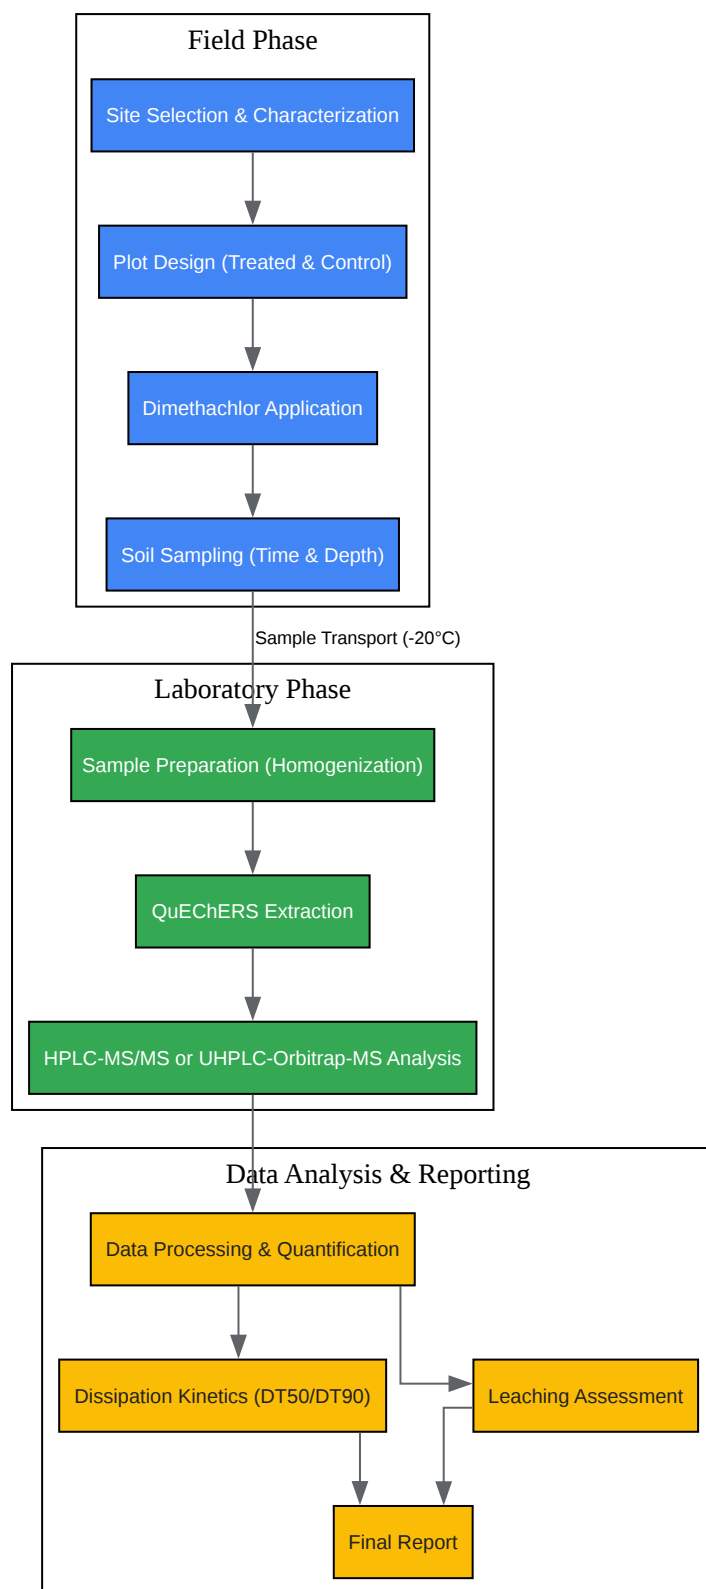 Field Phase
Site Selection & Characterization
Plot Design (Treated & Control)
Dimethachlor Application
Soil Sampling (Time & Depth)
Sample Transport (-20°C)
Laboratory Phase
Sample Preparation (Homogenization)
QuEChERS Extraction
HPLC-MS/MS or UHPLC-Orbitrap-MS Analysis
Data Analysis & Reporting
Data Processing & Quantification
Dissipation Kinetics (DT50/DT90)
Leaching Assessment
Final Report